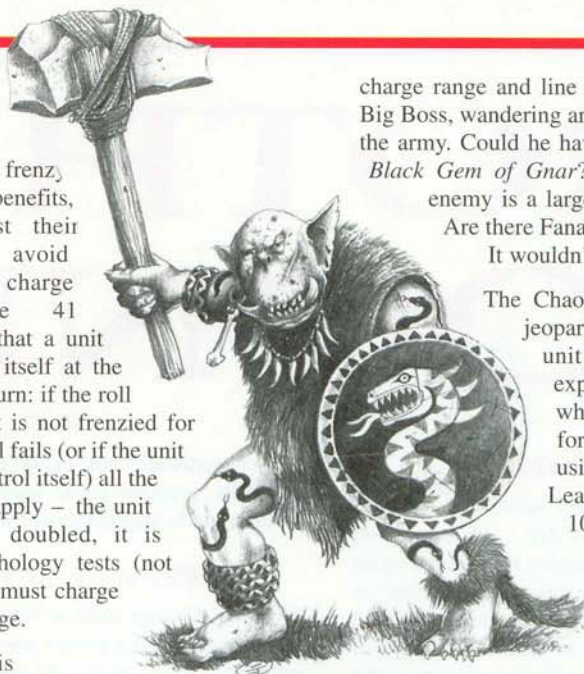 frenzy
benefits,
st their
avoid
charge
e 41
that a unit
itself at the
urn: if the roll
t is not frenzied for
l fails (or if the unit
trol itself) all the
pply – the unit
doubled, it is
hology tests (not
must charge
ge.
is
charge range and line
Big Boss, wandering ar
the army. Could he hav
Black Gem of Gnar?
enemy is a large
Are there Fana
It wouldn'
The Chao
jeopar
unit
exp
wh
for
usi
Lea
10